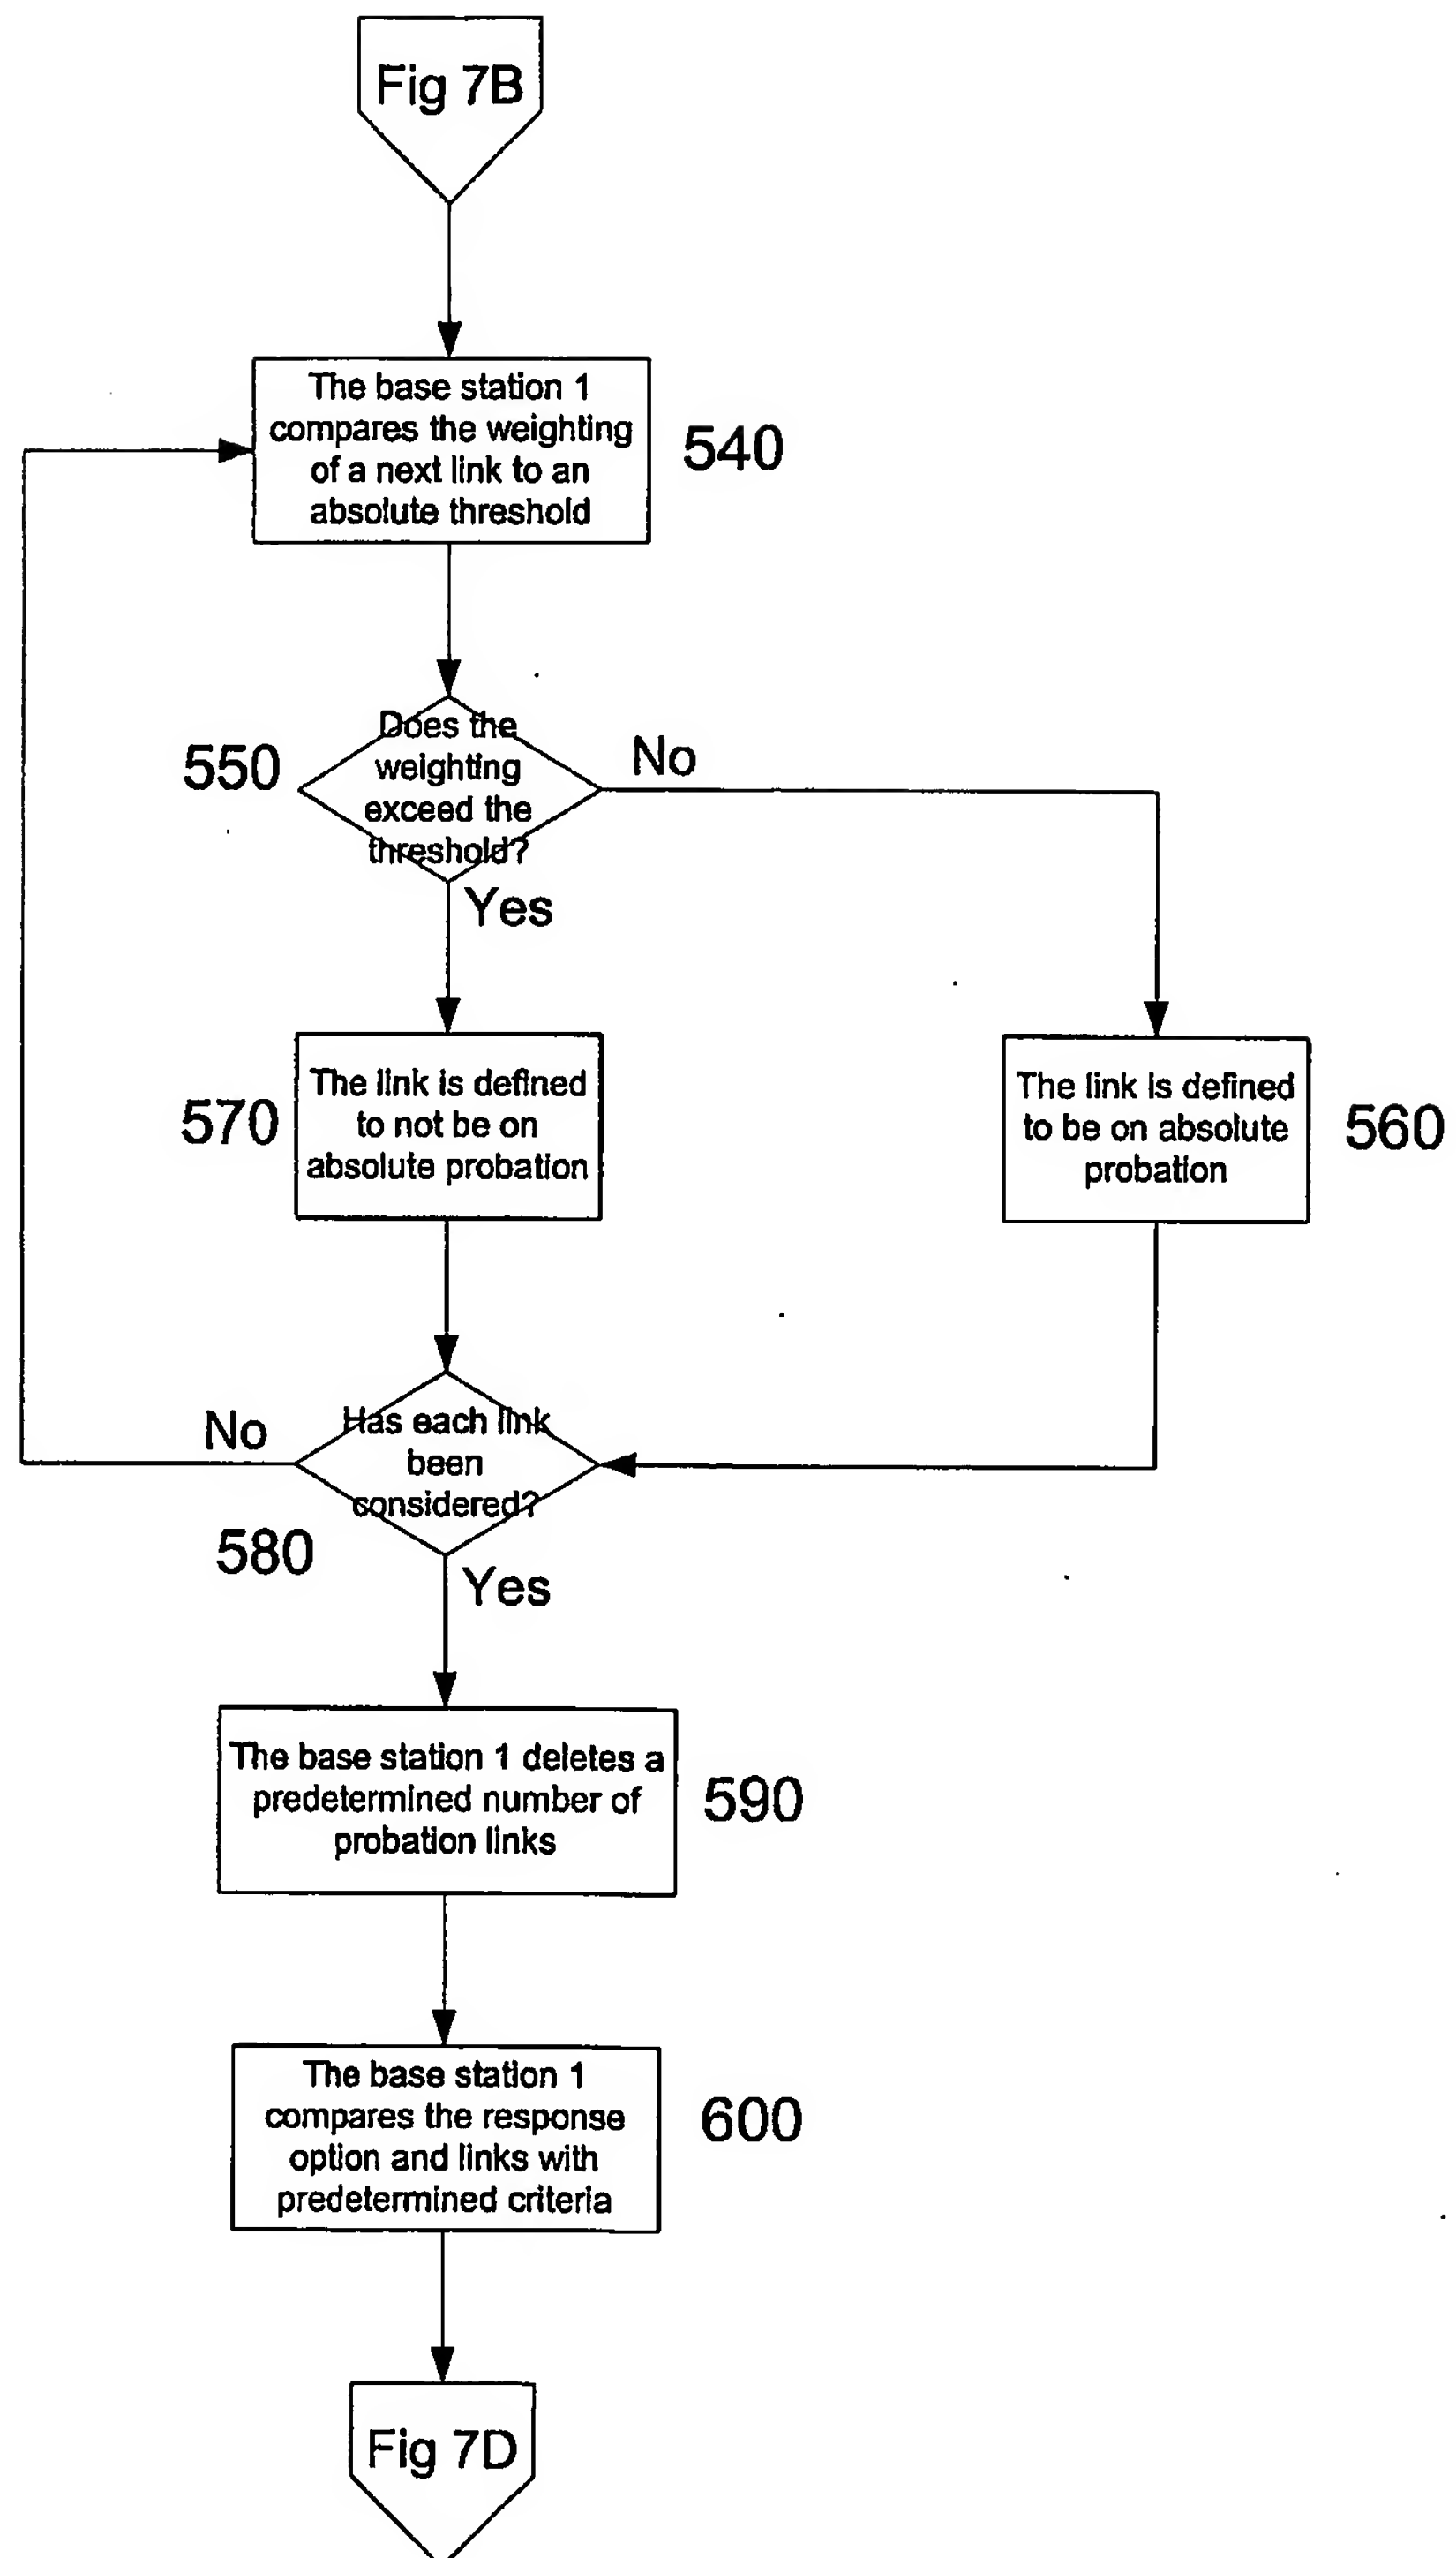 Fig 7B
The base station 1
compares the weighting
of a next link to an
absolute threshold
540
550
Does the
weighting
exceed the
threshold?
No
Yes
570
The link is defined
to not be on
absolute probation
The link is defined
to be on absolute
probation
560
No
Has each link
been
considered?
580
Yes
The base station 1 deletes a
predetermined number of
probation links
590
The base station 1
compares the response
option and links with
predetermined criteria
600
Fig 7D